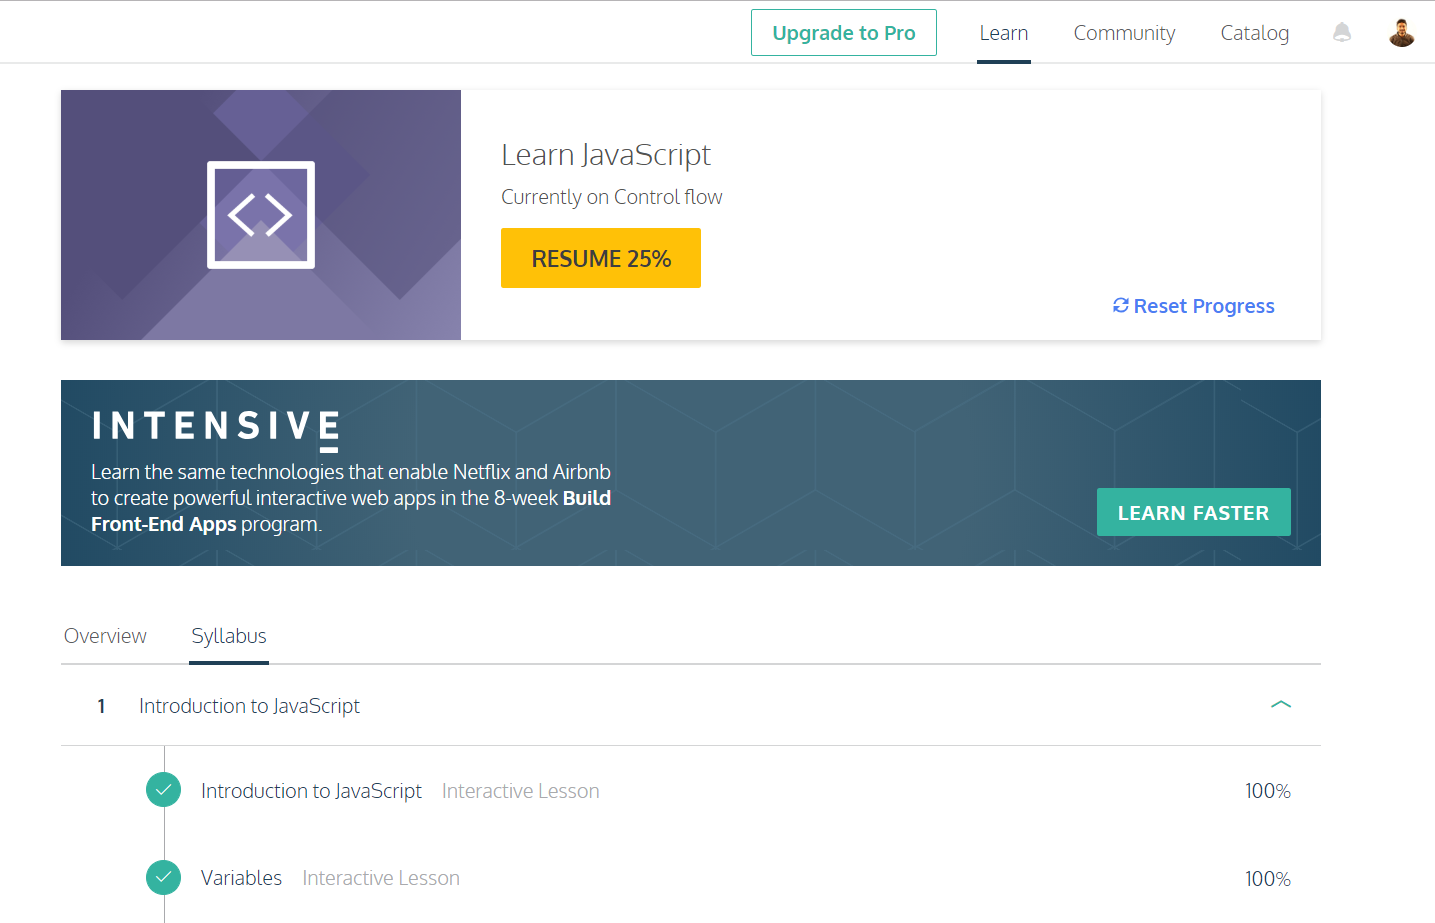 Upgrade to Pro
Learn
Community
Catalog
Learn JavaScript
Currently on Control flow
RESUME 25%
Reset Progress
INTENSIVE
Learn the same technologies that enable Netflix and Airbnb
to create powerful interactive web apps in the 8-week Build
Front-End Apps program.
LEARN FASTER
Overview
Syllabus
1 Introduction to JavaScript
Introduction to JavaScript Interactive Lesson 100%
Variables Interactive Lesson 100%